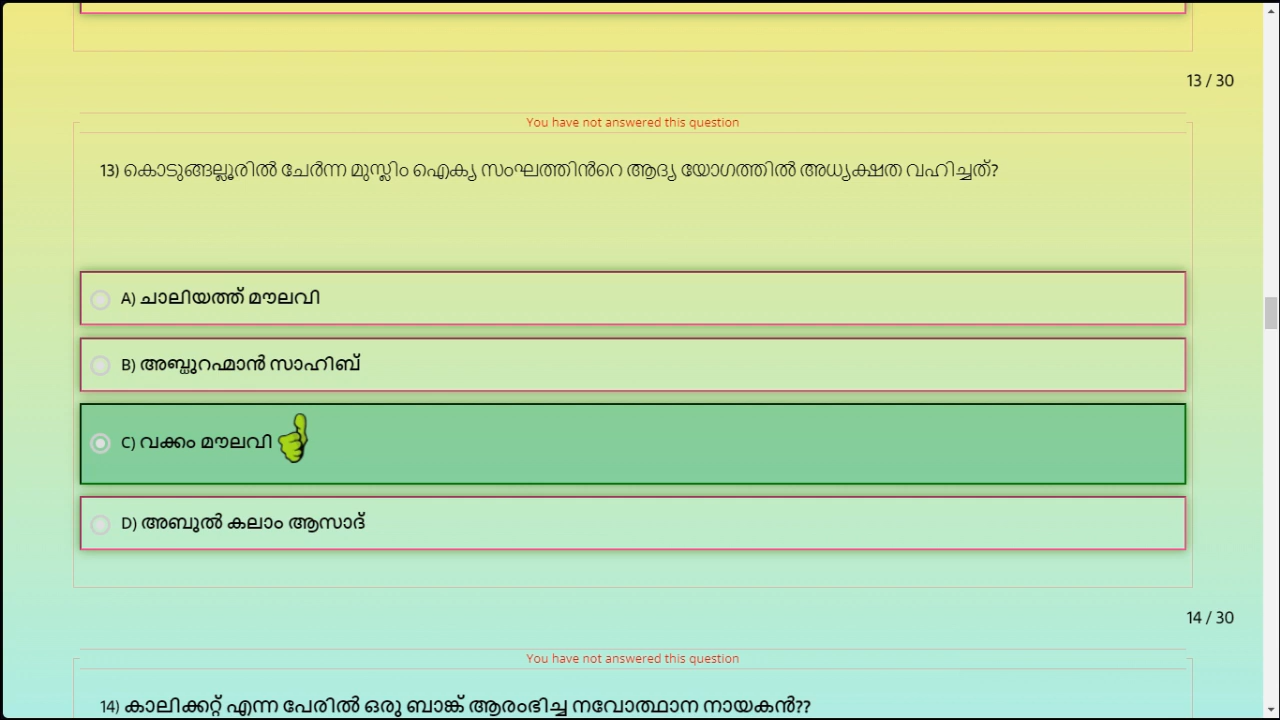 13 / 30
You have not answered this question
13) കൊടുങ്ങല്ലൂരിൽ ചേർന്ന മുസ്ലിം ഐക്യ സംഘത്തിൻറെ ആദ്യ യോഗത്തിൽ അധ്യക്ഷത വഹിച്ചത്?
A) ചാലിയത്ത് മൗലവി
B) അബ്ദുറഹ്മാൻ സാഹിബ്
C) വക്കം മൗലവി
D) അബുൽ കലാം ആസാദ്
14 / 30
You have not answered this question
14) കാലിക്കറ്റ് എന്ന പേരിൽ ഒരു ബാങ്ക് ആരംഭിച്ച നവോത്ഥാന നായകൻ??